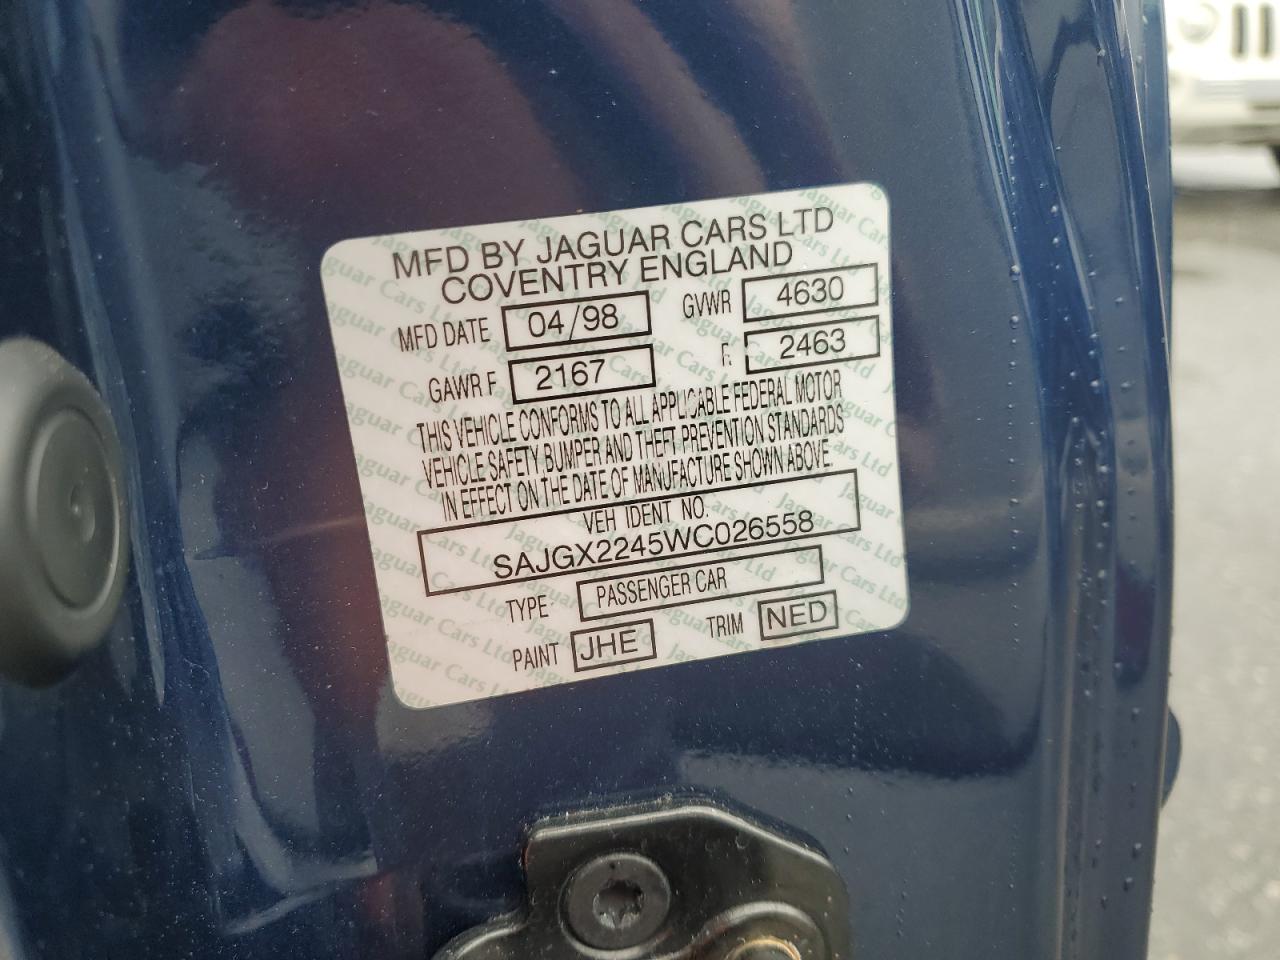 MFD BY JAGUAR CARS LTD
COVENTRY ENGLAND
MFD DATE 04/98 GVWR 4630
GAWR F 2167 R 2463
THIS VEHICLE CONFORMS TO ALL APPLICABLE FEDERAL MOTOR
VEHICLE SAFETY BUMPER AND THEFT PREVENTION STANDARDS
IN EFFECT ON THE DATE OF MANUFACTURE SHOWN ABOVE
VEH IDENT NO.
SAJGX2245WC026558
TYPE PASSENGER CAR
PAINT JHE TRIM NED